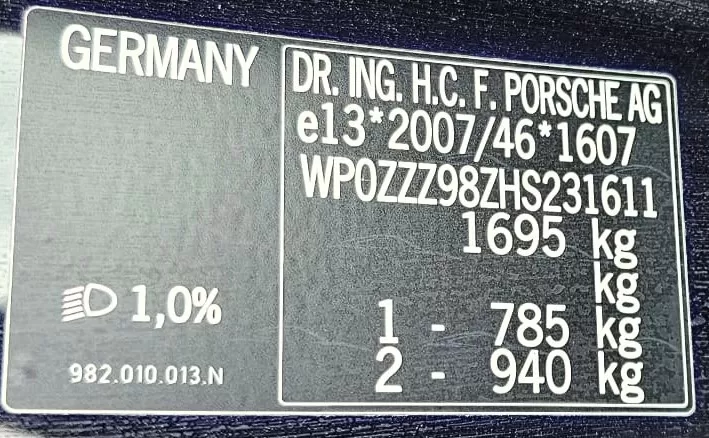 GERMANY
DR. ING. H.C. F. PORSCHE AG
e13*2007/46*1607
WP0ZZZ98ZHS231611
1695 kg
kg
1 - 785 kg
2 - 940 kg
1,0%
982.010.013.N